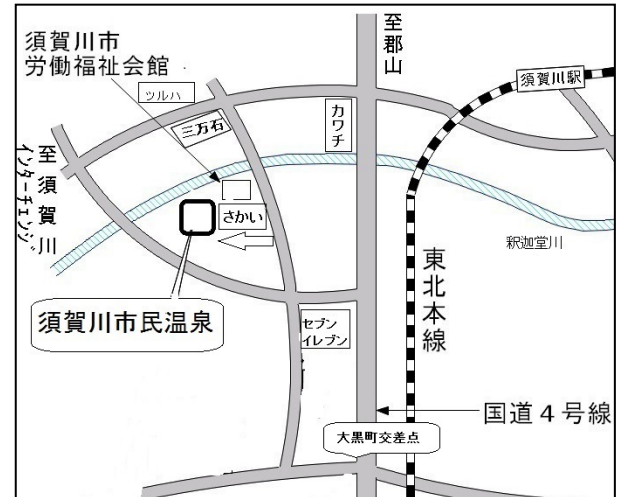 須賀川市
労働福祉会館
至郡山
須賀川駅
ツルハ
三万石
カワチ
至須賀川
インターチェンジ
さかい
釈迦堂川
東北本線
須賀川市民温泉
セブン
イレブン
国道４号線
大黒町交差点